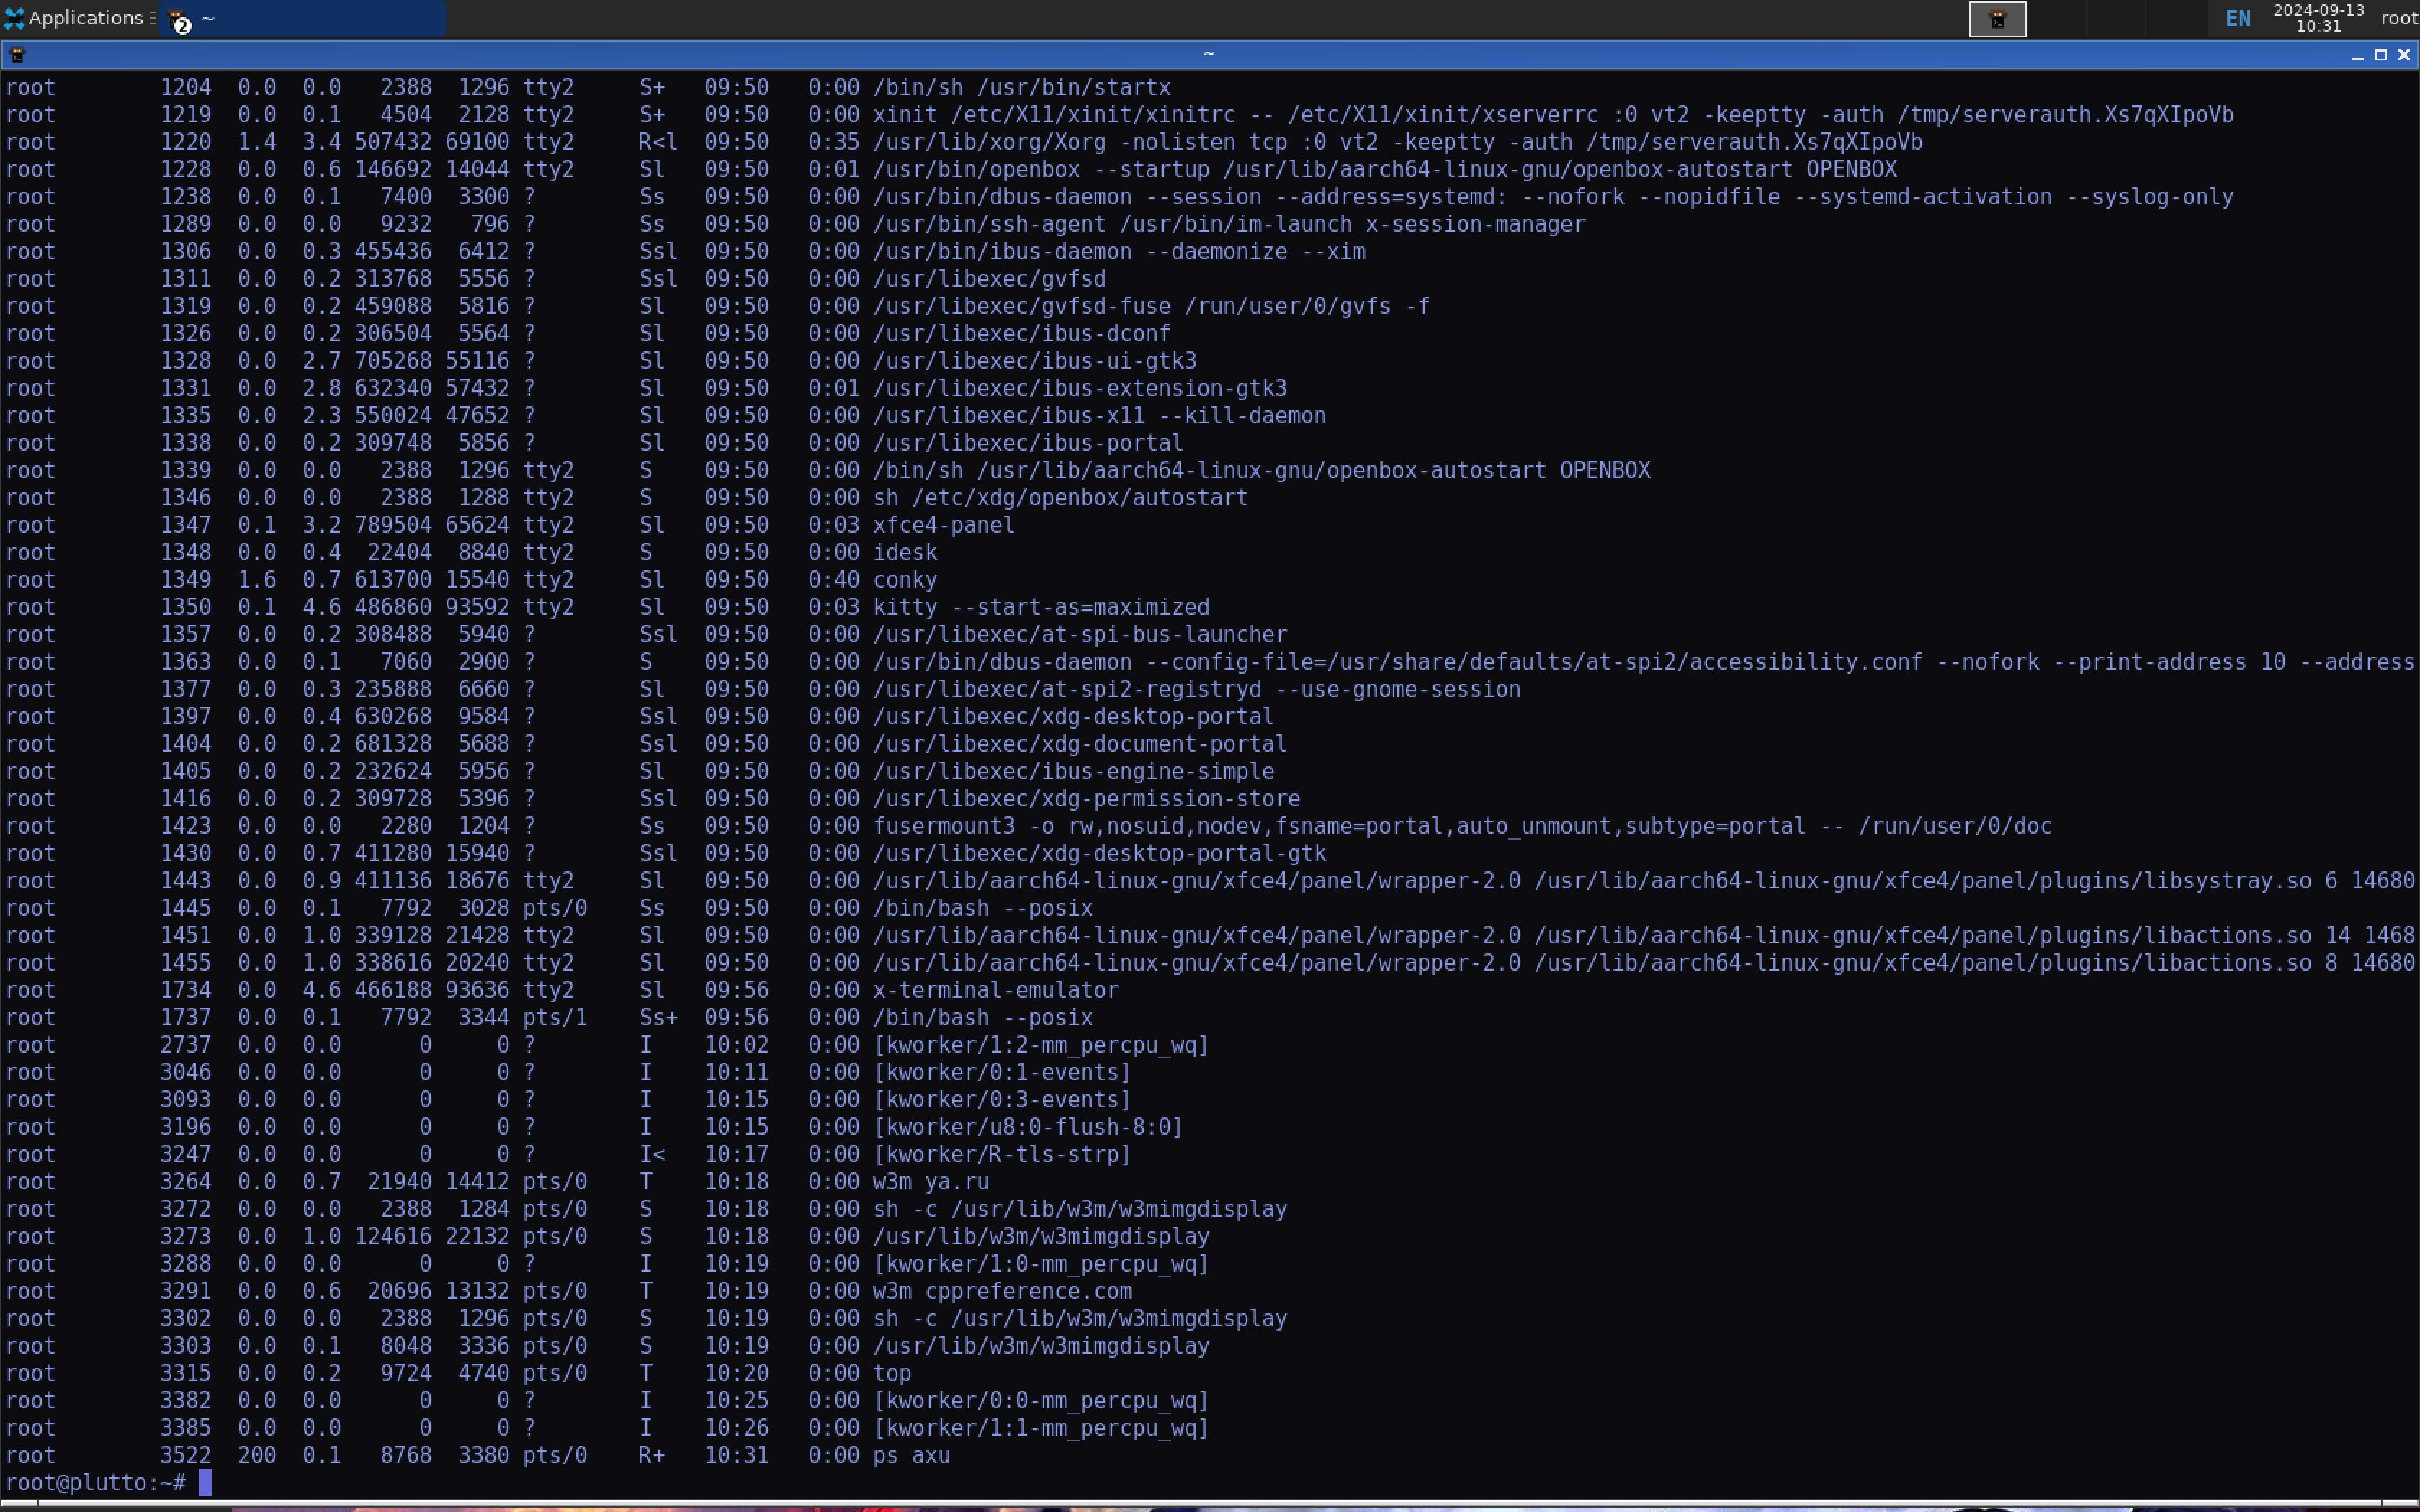 Applications
2 ~
EN
2024-09-13
10:31
root
~
root 1204 0.0 0.0 2388 1296 tty2 S+ 09:50 0:00 /bin/sh /usr/bin/startx
root 1219 0.0 0.1 4504 2128 tty2 S+ 09:50 0:00 xinit /etc/X11/xinit/xinitrc -- /etc/X11/xinit/xserverrc :0 vt2 -keeptty -auth /tmp/serverauth.Xs7qXIpoVb
root 1220 1.4 3.4 507432 69100 tty2 R<l 09:50 0:35 /usr/lib/xorg/Xorg -nolisten tcp :0 vt2 -keeptty -auth /tmp/serverauth.Xs7qXIpoVb
root 1228 0.0 0.6 146692 14044 tty2 Sl 09:50 0:01 /usr/bin/openbox --startup /usr/lib/aarch64-linux-gnu/openbox-autostart OPENBOX
root 1238 0.0 0.1 7400 3300 ? Ss 09:50 0:00 /usr/bin/dbus-daemon --session --address=systemd: --nofork --nopidfile --systemd-activation --syslog-only
root 1289 0.0 0.0 9232 796 ? Ss 09:50 0:00 /usr/bin/ssh-agent /usr/bin/im-launch x-session-manager
root 1306 0.0 0.3 455436 6412 ? Ssl 09:50 0:00 /usr/bin/ibus-daemon --daemonize --xim
root 1311 0.0 0.2 313768 5556 ? Ssl 09:50 0:00 /usr/libexec/gvfsd
root 1319 0.0 0.2 459088 5816 ? Sl 09:50 0:00 /usr/libexec/gvfsd-fuse /run/user/0/gvfs -f
root 1326 0.0 0.2 306504 5564 ? Sl 09:50 0:00 /usr/libexec/ibus-dconf
root 1328 0.0 2.7 705268 55116 ? Sl 09:50 0:00 /usr/libexec/ibus-ui-gtk3
root 1331 0.0 2.8 632340 57432 ? Sl 09:50 0:01 /usr/libexec/ibus-extension-gtk3
root 1335 0.0 2.3 550024 47652 ? Sl 09:50 0:00 /usr/libexec/ibus-x11 --kill-daemon
root 1338 0.0 0.2 309748 5856 ? Sl 09:50 0:00 /usr/libexec/ibus-portal
root 1339 0.0 0.0 2388 1296 tty2 S 09:50 0:00 /bin/sh /usr/lib/aarch64-linux-gnu/openbox-autostart OPENBOX
root 1346 0.0 0.0 2388 1288 tty2 S 09:50 0:00 sh /etc/xdg/openbox/autostart
root 1347 0.1 3.2 789504 65624 tty2 Sl 09:50 0:03 xfce4-panel
root 1348 0.0 0.4 22404 8840 tty2 S 09:50 0:00 idesk
root 1349 1.6 0.7 613700 15540 tty2 Sl 09:50 0:40 conky
root 1350 0.1 4.6 486860 93592 tty2 Sl 09:50 0:03 kitty --start-as=maximized
root 1357 0.0 0.2 308488 5940 ? Ssl 09:50 0:00 /usr/libexec/at-spi-bus-launcher
root 1363 0.0 0.1 7060 2900 ? S 09:50 0:00 /usr/bin/dbus-daemon --config-file=/usr/share/defaults/at-spi2/accessibility.conf --nofork --print-address 10 --address
root 1377 0.0 0.3 235888 6660 ? Sl 09:50 0:00 /usr/libexec/at-spi2-registryd --use-gnome-session
root 1397 0.0 0.4 630268 9584 ? Ssl 09:50 0:00 /usr/libexec/xdg-desktop-portal
root 1404 0.0 0.2 681328 5688 ? Ssl 09:50 0:00 /usr/libexec/xdg-document-portal
root 1405 0.0 0.2 232624 5956 ? Sl 09:50 0:00 /usr/libexec/ibus-engine-simple
root 1416 0.0 0.2 309728 5396 ? Ssl 09:50 0:00 /usr/libexec/xdg-permission-store
root 1423 0.0 0.0 2280 1204 ? Ss 09:50 0:00 fusermount3 -o rw,nosuid,nodev,fsname=portal,auto_unmount,subtype=portal -- /run/user/0/doc
root 1430 0.0 0.7 411280 15940 ? Ssl 09:50 0:00 /usr/libexec/xdg-desktop-portal-gtk
root 1443 0.0 0.9 411136 18676 tty2 Sl 09:50 0:00 /usr/lib/aarch64-linux-gnu/xfce4/panel/wrapper-2.0 /usr/lib/aarch64-linux-gnu/xfce4/panel/plugins/libsystray.so 6 14680
root 1445 0.0 0.1 7792 3028 pts/0 Ss 09:50 0:00 /bin/bash --posix
root 1451 0.0 1.0 339128 21428 tty2 Sl 09:50 0:00 /usr/lib/aarch64-linux-gnu/xfce4/panel/wrapper-2.0 /usr/lib/aarch64-linux-gnu/xfce4/panel/plugins/libactions.so 14 1468
root 1455 0.0 1.0 338616 20240 tty2 Sl 09:50 0:00 /usr/lib/aarch64-linux-gnu/xfce4/panel/wrapper-2.0 /usr/lib/aarch64-linux-gnu/xfce4/panel/plugins/libactions.so 8 14680
root 1734 0.0 4.6 466188 93636 tty2 Sl 09:56 0:00 x-terminal-emulator
root 1737 0.0 0.1 7792 3344 pts/1 Ss+ 09:56 0:00 /bin/bash --posix
root 2737 0.0 0.0 0 0 ? I 10:02 0:00 [kworker/1:2-mm_percpu_wq]
root 3046 0.0 0.0 0 0 ? I 10:11 0:00 [kworker/0:1-events]
root 3093 0.0 0.0 0 0 ? I 10:15 0:00 [kworker/0:3-events]
root 3196 0.0 0.0 0 0 ? I 10:15 0:00 [kworker/u8:0-flush-8:0]
root 3247 0.0 0.0 0 0 ? I< 10:17 0:00 [kworker/R-tls-strp]
root 3264 0.0 0.7 21940 14412 pts/0 T 10:18 0:00 w3m ya.ru
root 3272 0.0 0.0 2388 1284 pts/0 S 10:18 0:00 sh -c /usr/lib/w3m/w3mimgdisplay
root 3273 0.0 1.0 124616 22132 pts/0 S 10:18 0:00 /usr/lib/w3m/w3mimgdisplay
root 3288 0.0 0.0 0 0 ? I 10:19 0:00 [kworker/1:0-mm_percpu_wq]
root 3291 0.0 0.6 20696 13132 pts/0 T 10:19 0:00 w3m cppreference.com
root 3302 0.0 0.0 2388 1296 pts/0 S 10:19 0:00 sh -c /usr/lib/w3m/w3mimgdisplay
root 3303 0.0 0.1 8048 3336 pts/0 S 10:19 0:00 /usr/lib/w3m/w3mimgdisplay
root 3315 0.0 0.2 9724 4740 pts/0 T 10:20 0:00 top
root 3382 0.0 0.0 0 0 ? I 10:25 0:00 [kworker/0:0-mm_percpu_wq]
root 3385 0.0 0.0 0 0 ? I 10:26 0:00 [kworker/1:1-mm_percpu_wq]
root 3522 200 0.1 8768 3380 pts/0 R+ 10:31 0:00 ps axu
root@plutto:~#